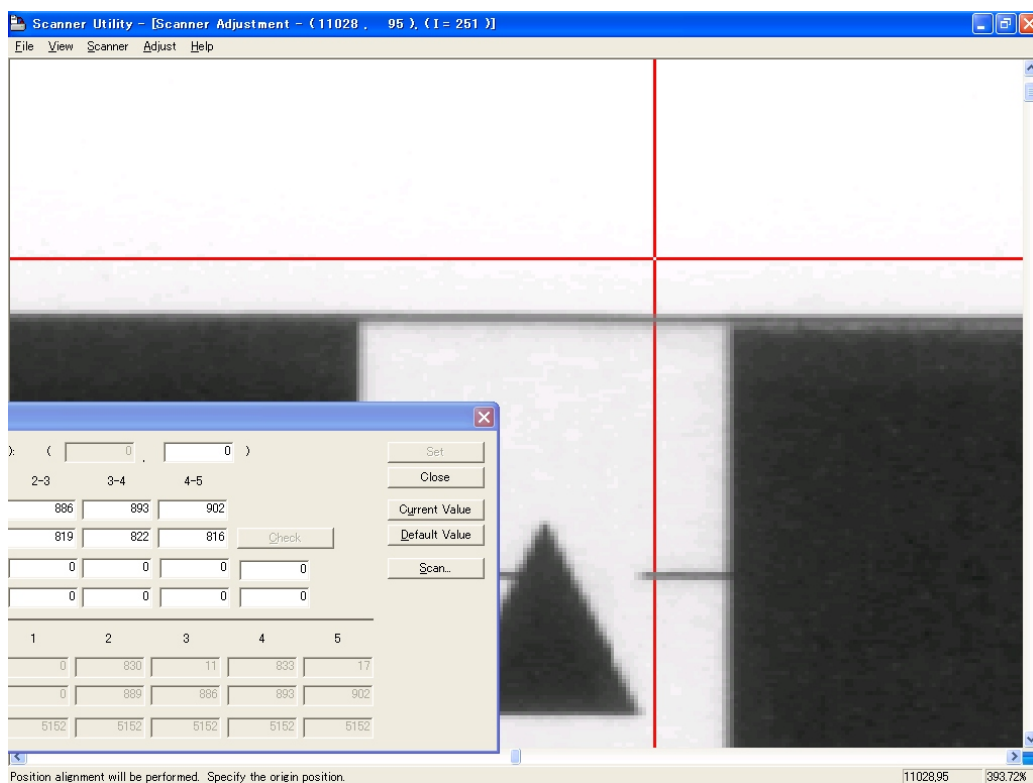 Scanner Utility - [Scanner Adjustment - ( 11028 , 95 ), ( I = 251 )]
File View Scanner Adjust Help
): ( 0 , 0 )
Set
2-3 3-4 4-5
Close
886 893 902
Current Value
819 822 816 Check
Default Value
0 0 0 0
Scan...
0 0 0 0
1 2 3 4 5
0 830 11 833 17
0 889 886 893 902
5152 5152 5152 5152 5152
Position alignment will be performed. Specify the origin position.
11028,95 393.72%